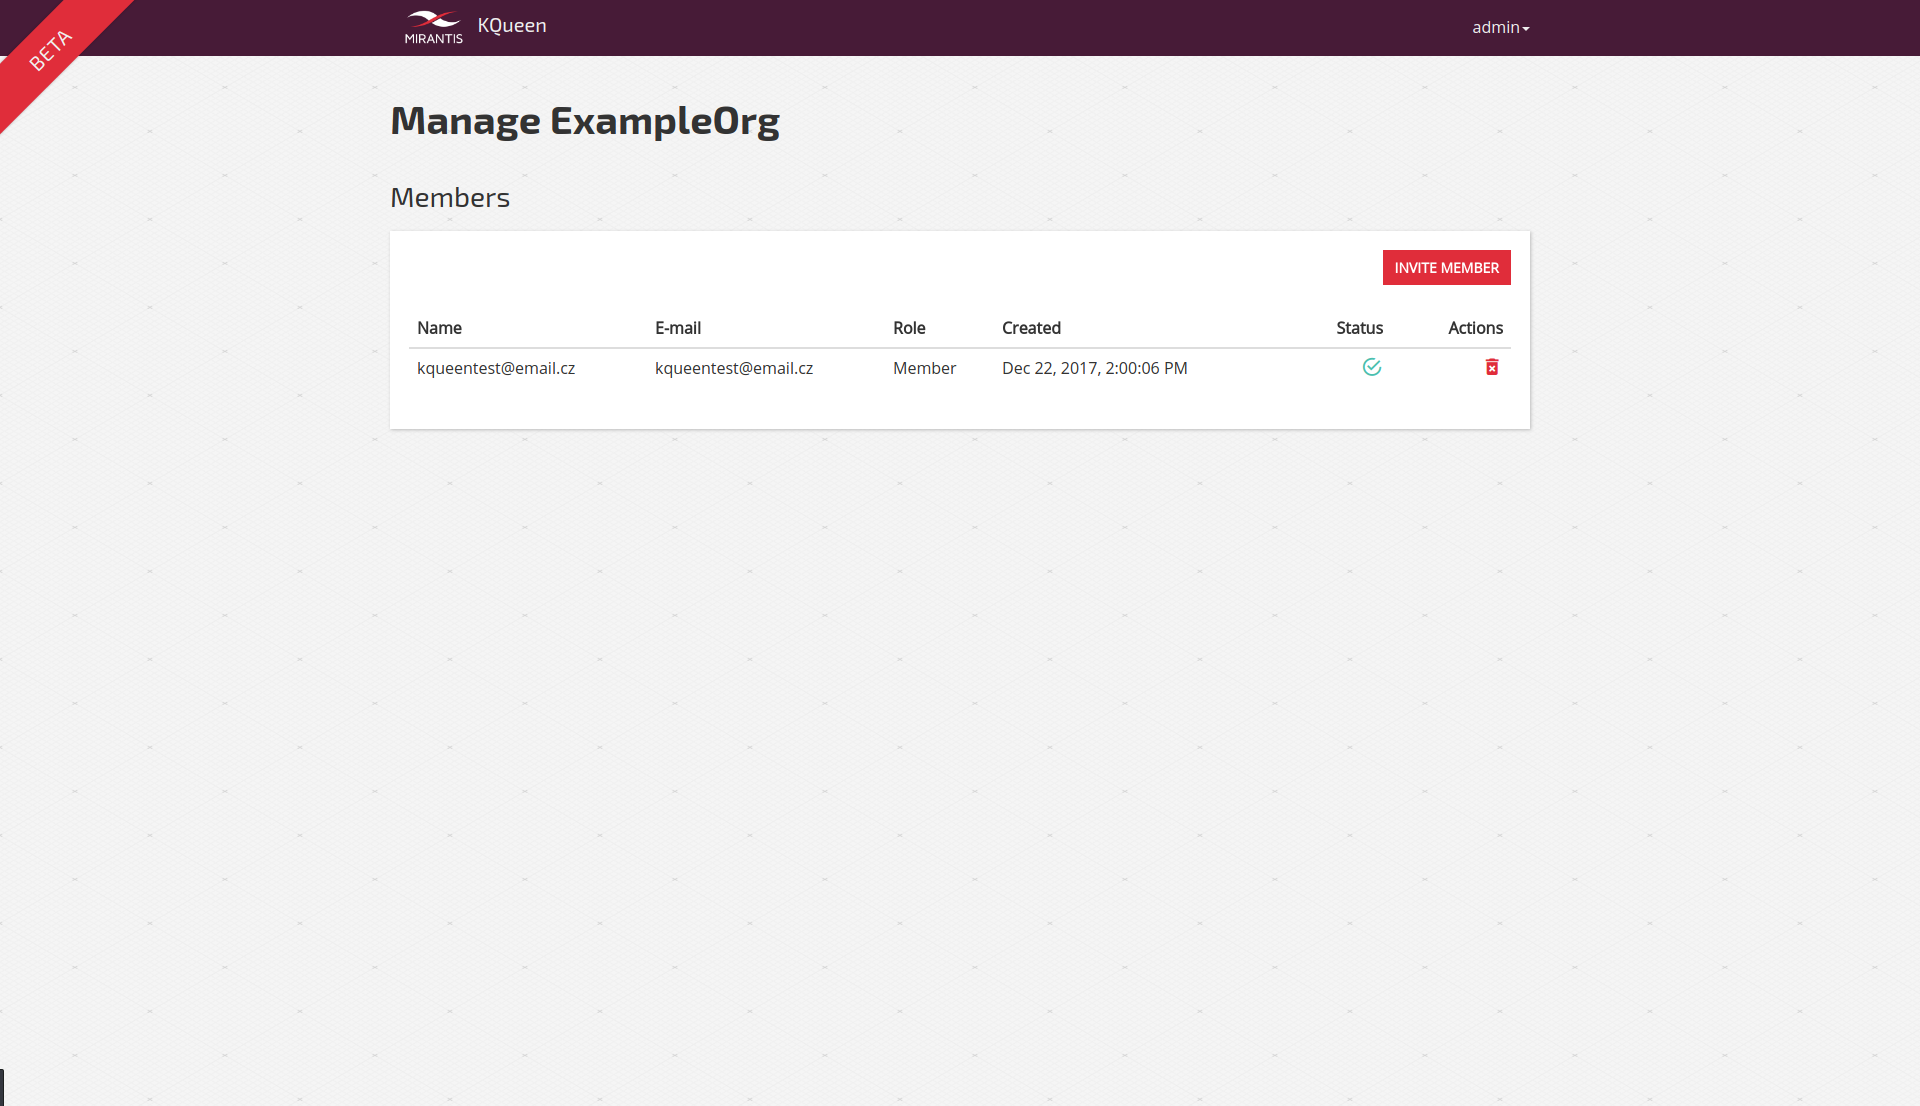 BETA
MIRANTIS KQueen admin
Manage ExampleOrg
Members
INVITE MEMBER
Name E-mail Role Created Status Actions
kqueentest@email.cz kqueentest@email.cz Member Dec 22, 2017, 2:00:06 PM